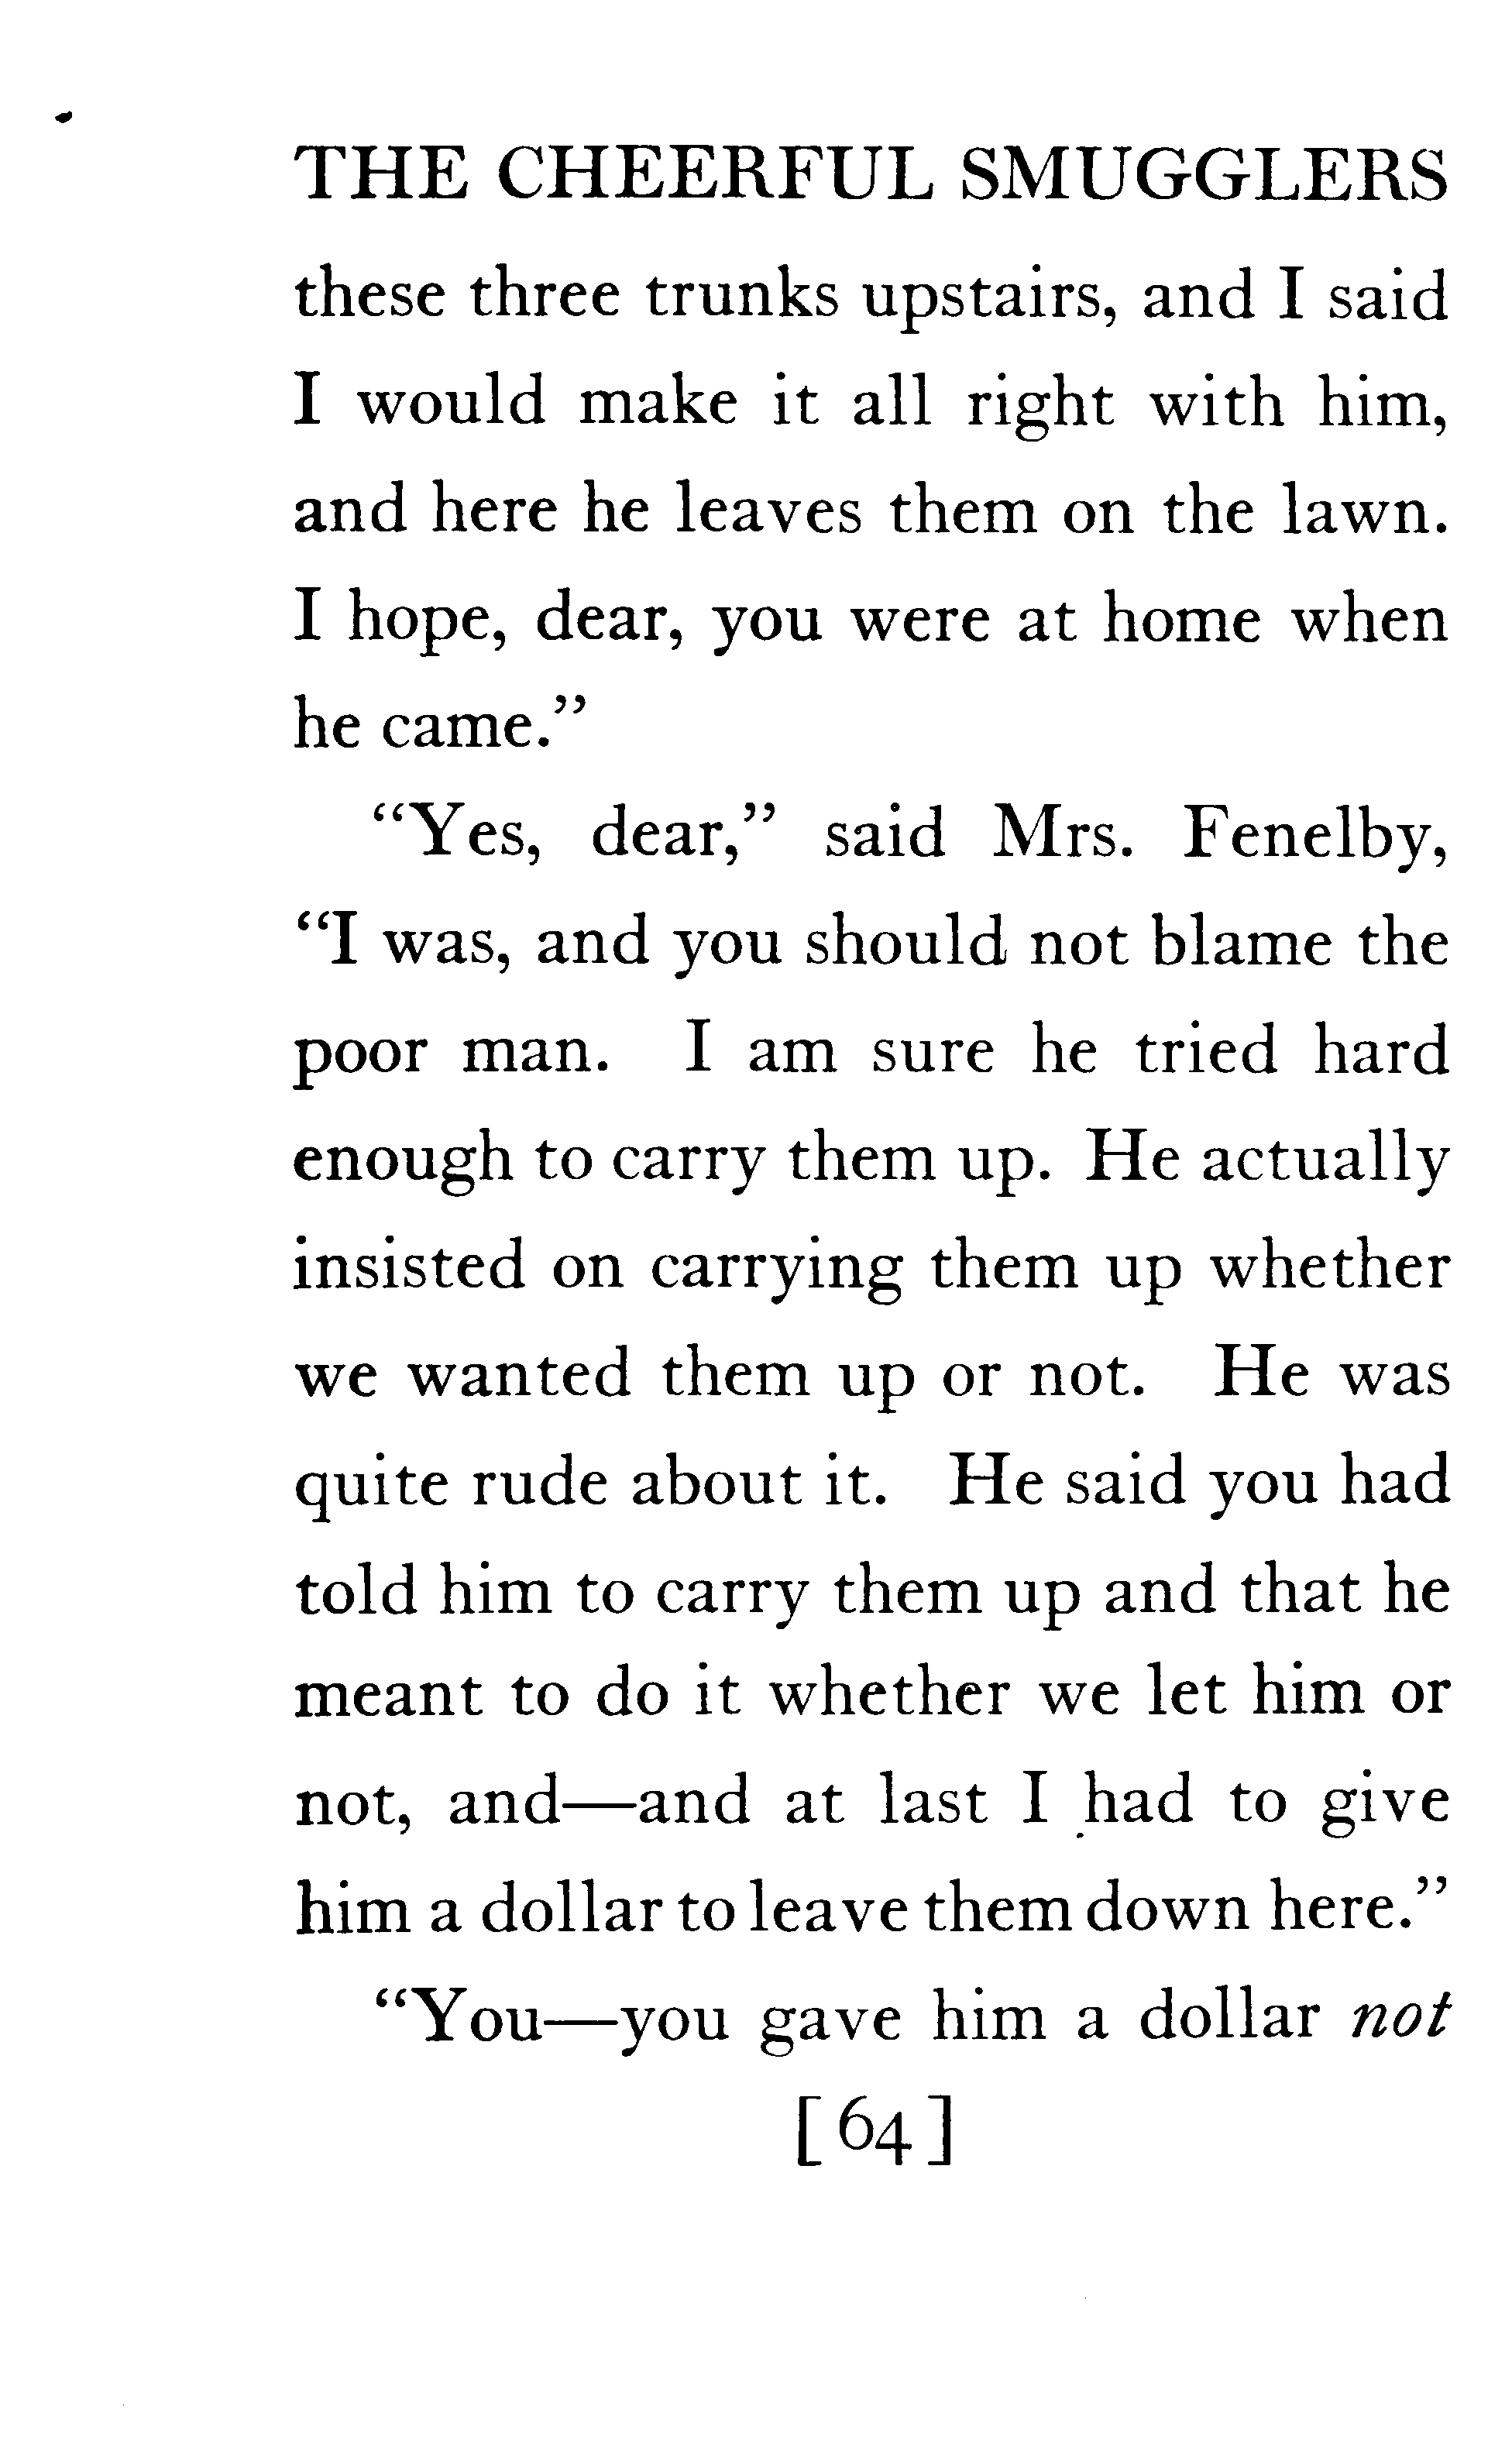 THE CHEERFUL SMUGGLERS
these three trunks upstairs, and I said
I would make it all right with him,
and here he leaves them on the lawn.
I hope, dear, you were at home when
he came.”
“Yes, dear,” said Mrs. Fenelby,
“I was, and you should not blame the
poor man. I am sure he tried hard
enough to carry them up. He actually
insisted on carrying them up whether
we wanted them up or not. He was
quite rude about it. He said you had
told him to carry them up and that he
meant to do it whether we let him or
not, and—and at last I had to give
him a dollar to leave them down here.”
“You—you gave him a dollar not
[64]